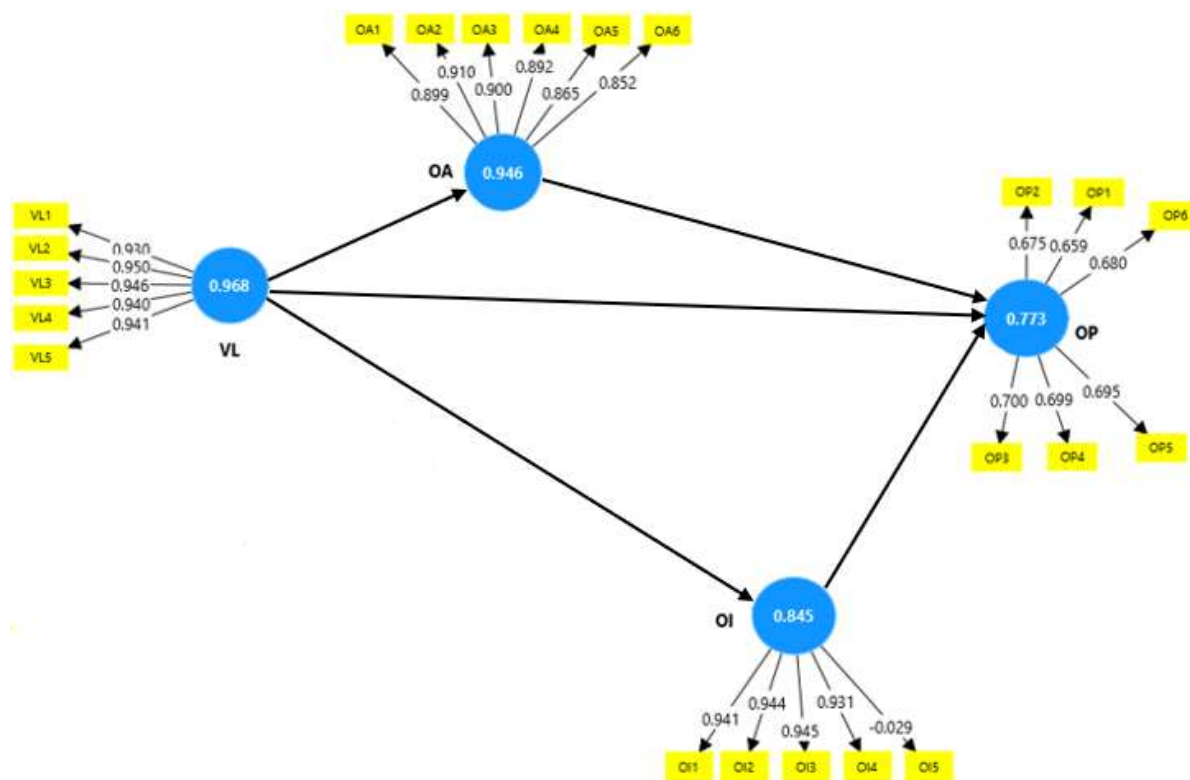 OA1 OA2 OA3 OA4 OA5 OA6
0.899 0.910 0.900 0.892 0.865 0.852
OA 0.946
VL1
VL2
VL3
VL4
VL5
0.930
0.950
0.946
0.940
0.941
0.968
VL
OP2 OP1 OP6
0.675 0.659 0.680
0.773 OP
0.700 0.699 0.695
OP3 OP4 OP5
OI 0.845
0.941 0.944 0.945 0.931 -0.029
OI1 OI2 OI3 OI4 OI5